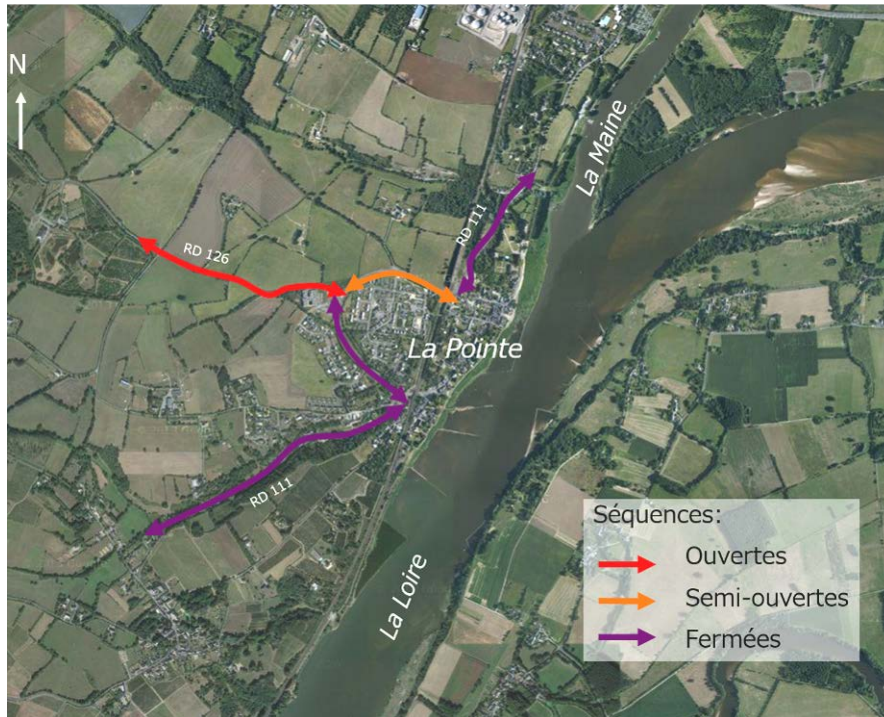 N
La Maine
RD 111
RD 126
La Pointe
RD 111
La Loire
Séquences:
Ouvertes
Semi-ouvertes
Fermées